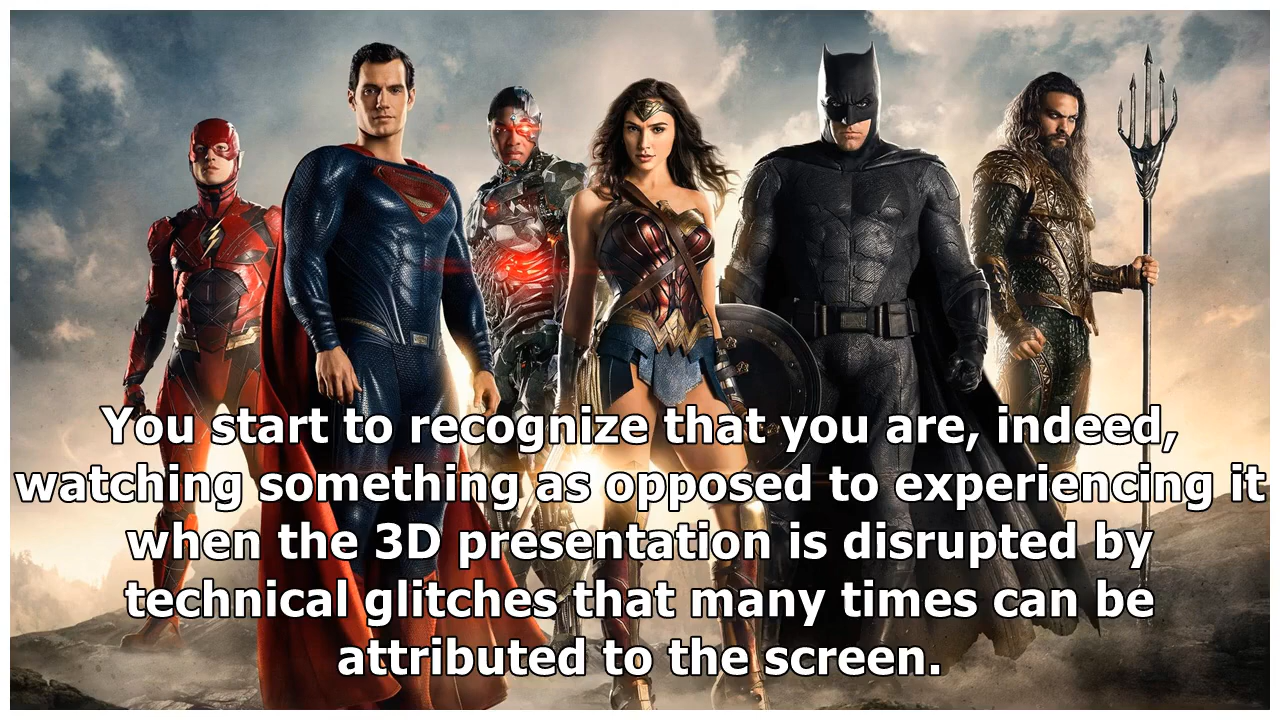 You start to recognize that you are, indeed,
watching something as opposed to experiencing it
when the 3D presentation is disrupted by
technical glitches that many times can be
attributed to the screen.